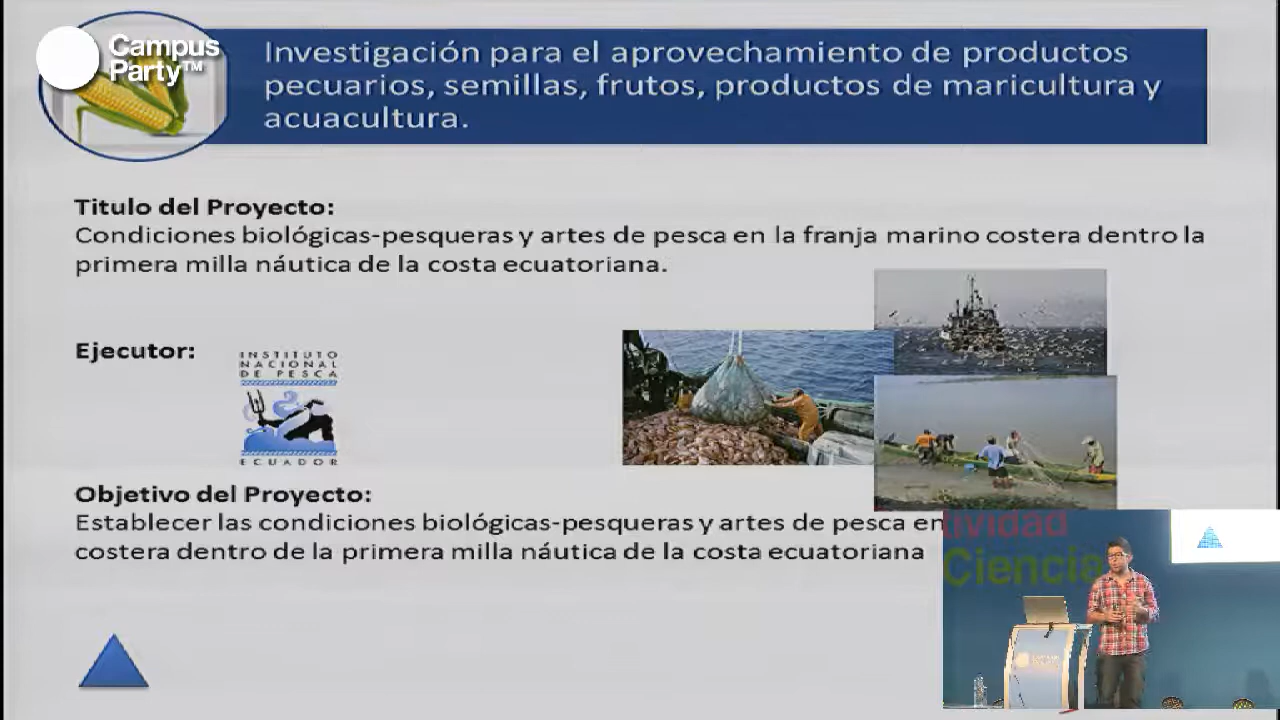 Campus
Party™
Investigación para el aprovechamiento de productos
pecuarios, semillas, frutos, productos de maricultura y
acuacultura.
Titulo del Proyecto:
Condiciones biológicas-pesqueras y artes de pesca en la franja marino costera dentro la
primera milla náutica de la costa ecuatoriana.
Ejecutor:
INSTITUTO
NACIONAL
DE PESCA
ECUADOR
Objetivo del Proyecto:
Establecer las condiciones biológicas-pesqueras y artes de pesca en
costera dentro de la primera milla náutica de la costa ecuatoriana
tividad
Ciencia